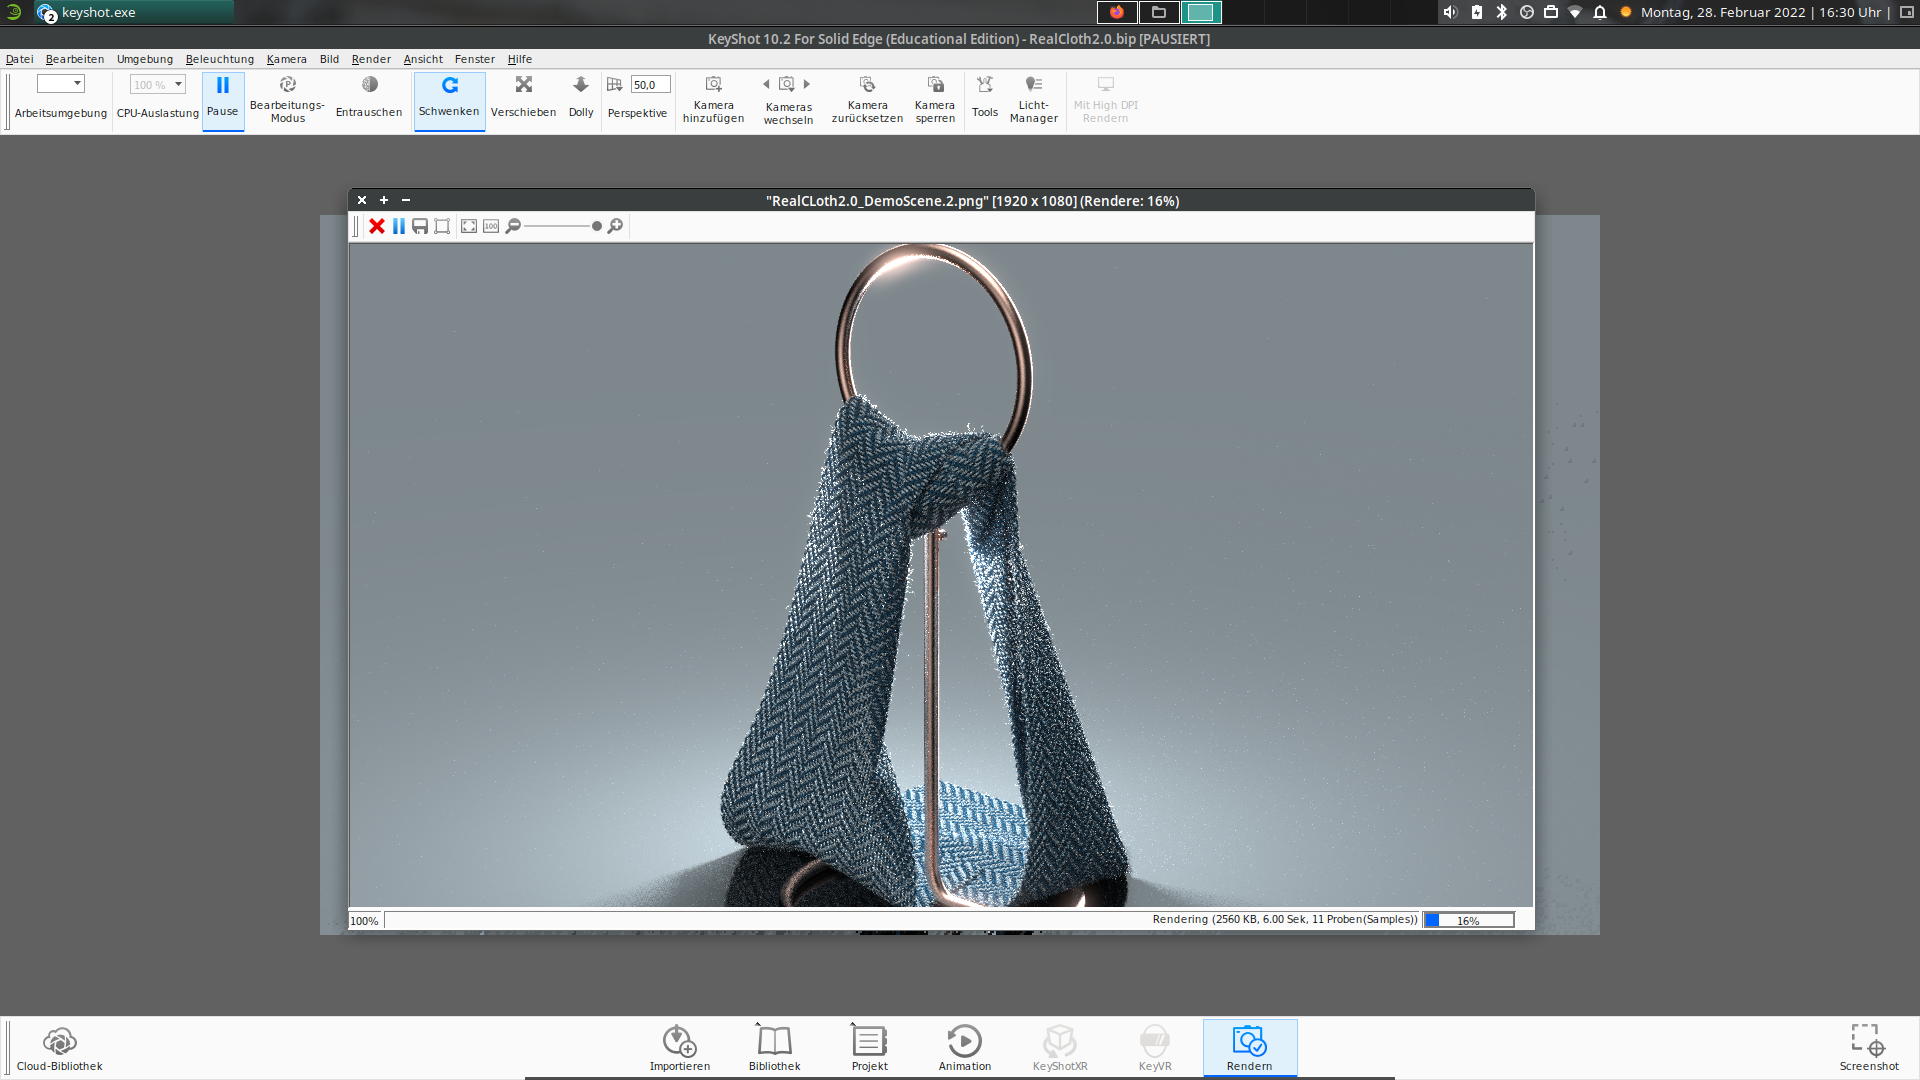 2 keyshot.exe
Montag, 28. Februar 2022 | 16:30 Uhr |
KeyShot 10.2 For Solid Edge (Educational Edition) - RealCloth2.0.bip [PAUSIERT]
Datei Bearbeiten Umgebung Beleuchtung Kamera Bild Render Ansicht Fenster Hilfe
100 % 50,0
Arbeitsumgebung CPU-Auslastung Pause Bearbeitungs-Modus Entrauschen Schwenken Verschieben Dolly Perspektive Kamera hinzufügen Kameras wechseln Kamera zurücksetzen Kamera sperren Tools Licht-Manager Mit High DPI Rendern
"RealCLoth2.0_DemoScene.2.png" [1920 x 1080] (Rendere: 16%)
100
100% Rendering (2560 KB, 6.00 Sek, 11 Proben(Samples)) 16%
Cloud-Bibliothek Importieren Bibliothek Projekt Animation KeyShotXR KeyVR Rendern Screenshot